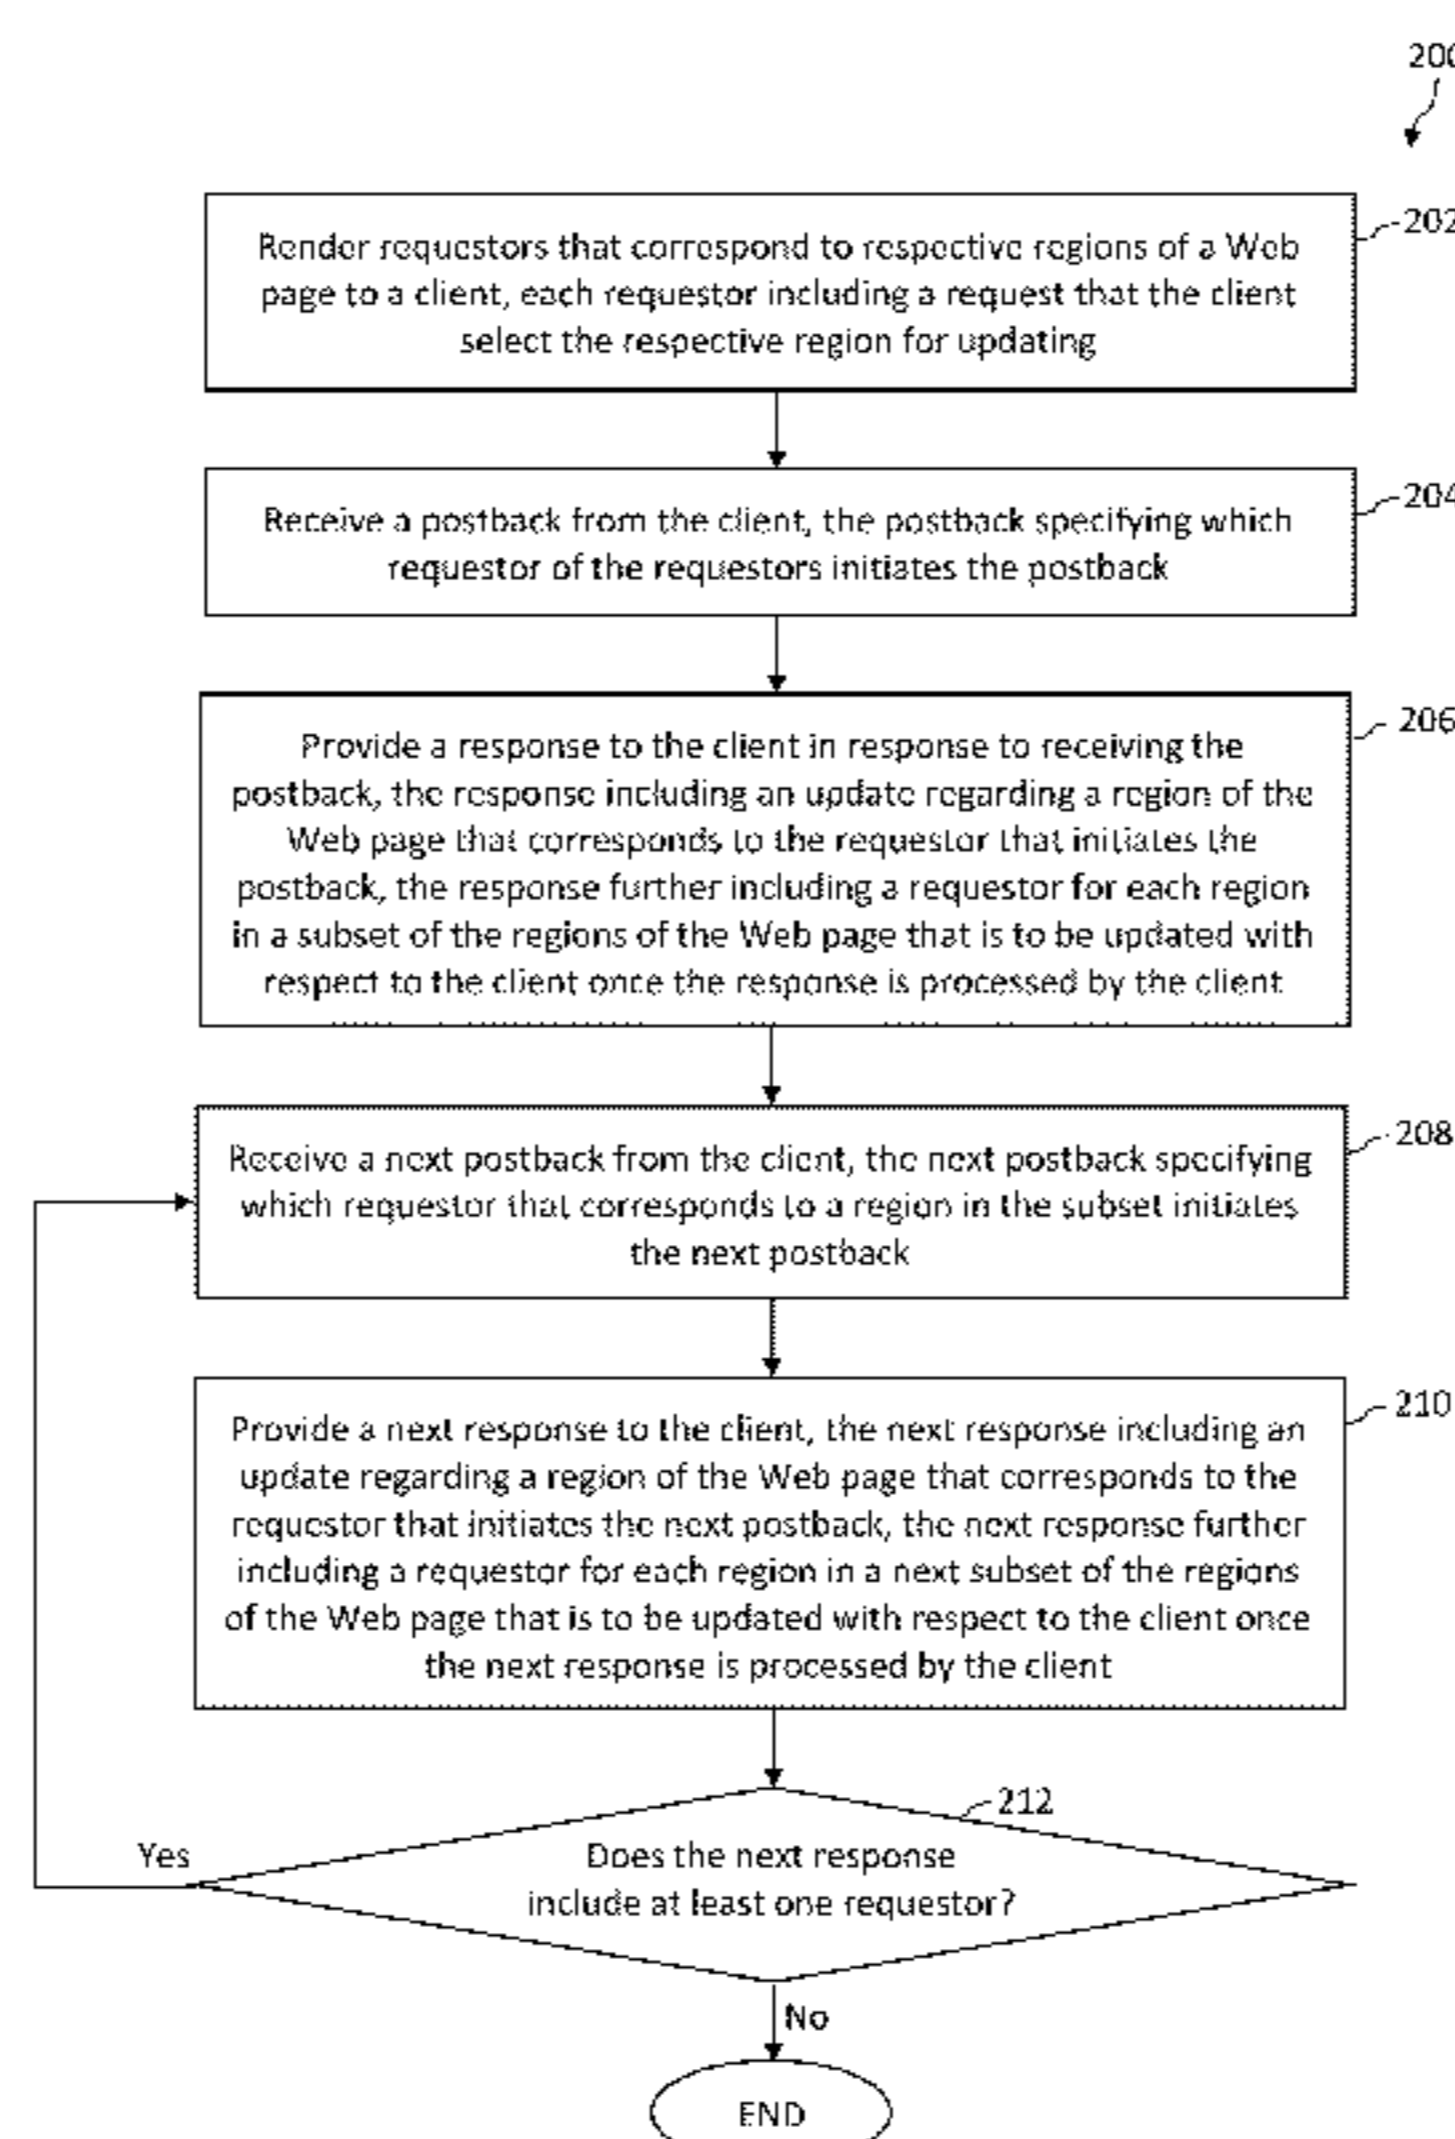 200
202
Render requestors that correspond to respective regions of a Web
page to a client, each requestor including a request that the client
select the respective region for updating
204
Receive a postback from the client, the postback specifying which
requestor of the requestors initiates the postback
206
Provide a response to the client in response to receiving the
postback, the response including an update regarding a region of the
Web page that corresponds to the requestor that initiates the
postback, the response further including a requestor for each region
in a subset of the regions of the Web page that is to be updated with
respect to the client once the response is processed by the client
208
Receive a next postback from the client, the next postback specifying
which requestor that corresponds to a region in the subset initiates
the next postback
210
Provide a next response to the client, the next response including an
update regarding a region of the Web page that corresponds to the
requestor that initiates the next postback, the next response further
including a requestor for each region in a next subset of the regions
of the Web page that is to be updated with respect to the client once
the next response is processed by the client
212
Yes
Does the next response
include at least one requestor?
No
END